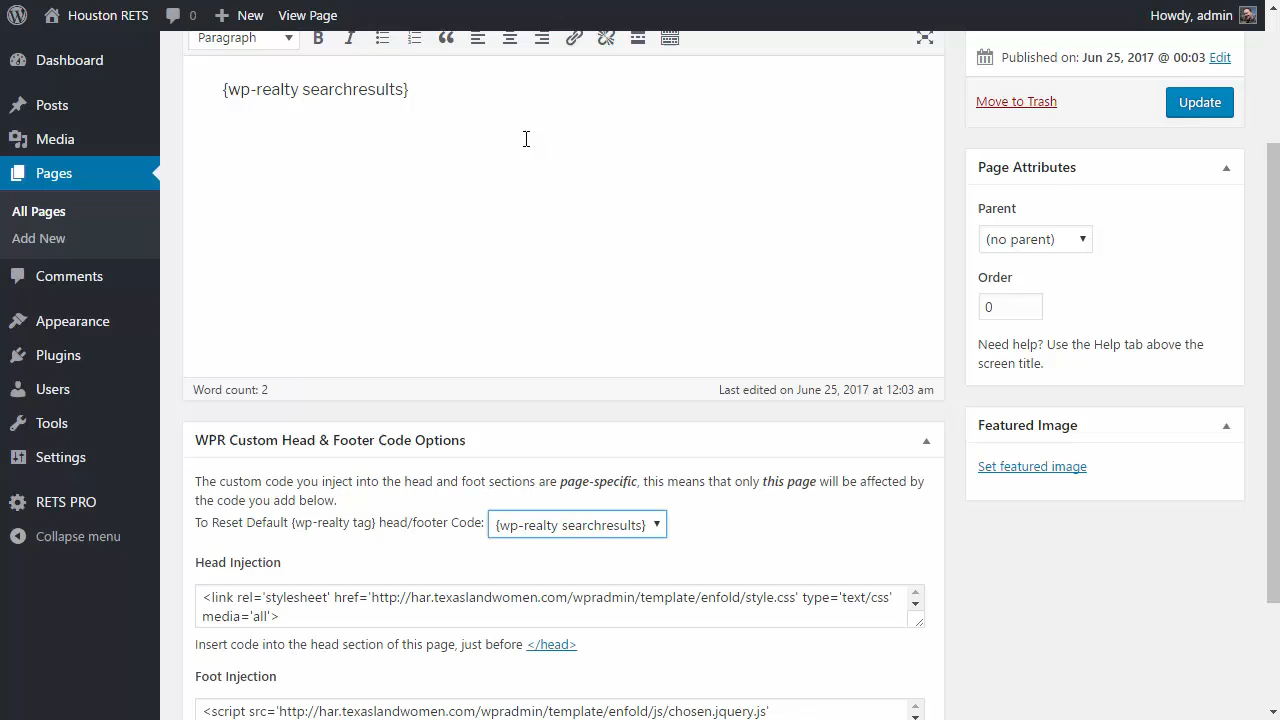 Houston RETS
0
New
View Page
Howdy, admin
Dashboard
Posts
Media
Pages
All Pages
Add New
Comments
Appearance
Plugins
Users
Tools
Settings
RETS PRO
Collapse menu
Paragraph
{wp-realty searchresults}
Word count: 2
Last edited on June 25, 2017 at 12:03 am
WPR Custom Head & Footer Code Options
The custom code you inject into the head and foot sections are page-specific, this means that only this page will be affected by
the code you add below.
To Reset Default {wp-realty tag} head/footer Code: {wp-realty searchresults}
Head Injection
<link rel='stylesheet' href='http://har.texaslandwomen.com/wpradmin/template/enfold/style.css' type='text/css'
media='all'>
Insert code into the head section of this page, just before </head>
Foot Injection
<script src='http://har.texaslandwomen.com/wpradmin/template/enfold/js/chosen.jquery.js'
Published on: Jun 25, 2017 @ 00:03 Edit
Move to Trash
Update
Page Attributes
Parent
(no parent)
Order
0
Need help? Use the Help tab above the
screen title.
Featured Image
Set featured image